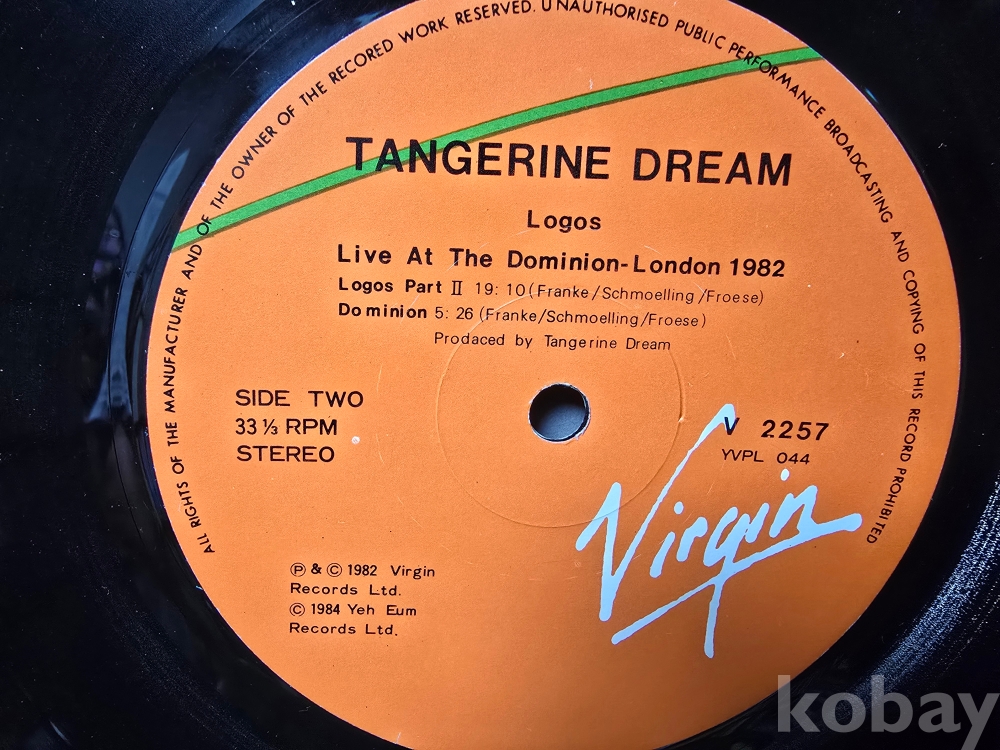 ALL RIGHTS OF THE MANUFACTURER AND OF THE OWNER OF THE RECORED WORK RESERVED. UNAUTHORISED PUBLIC PERFORMANCE BROADCASTING AND COPYING OF THIS RECORD PROHIBITED
TANGERINE DREAM
Logos
Live At The Dominion-London 1982
Logos Part II 19:10 (Franke/Schmoelling/Froese)
Dominion 5:26 (Franke/Schmoelling/Froese)
Produced by Tangerine Dream
SIDE TWO
33 ⅓ RPM
STEREO
V 2257
YVPL 044
Virgin
Ⓟ & © 1982 Virgin
Records Ltd.
© 1984 Yeh Eum
Records Ltd.
kobay